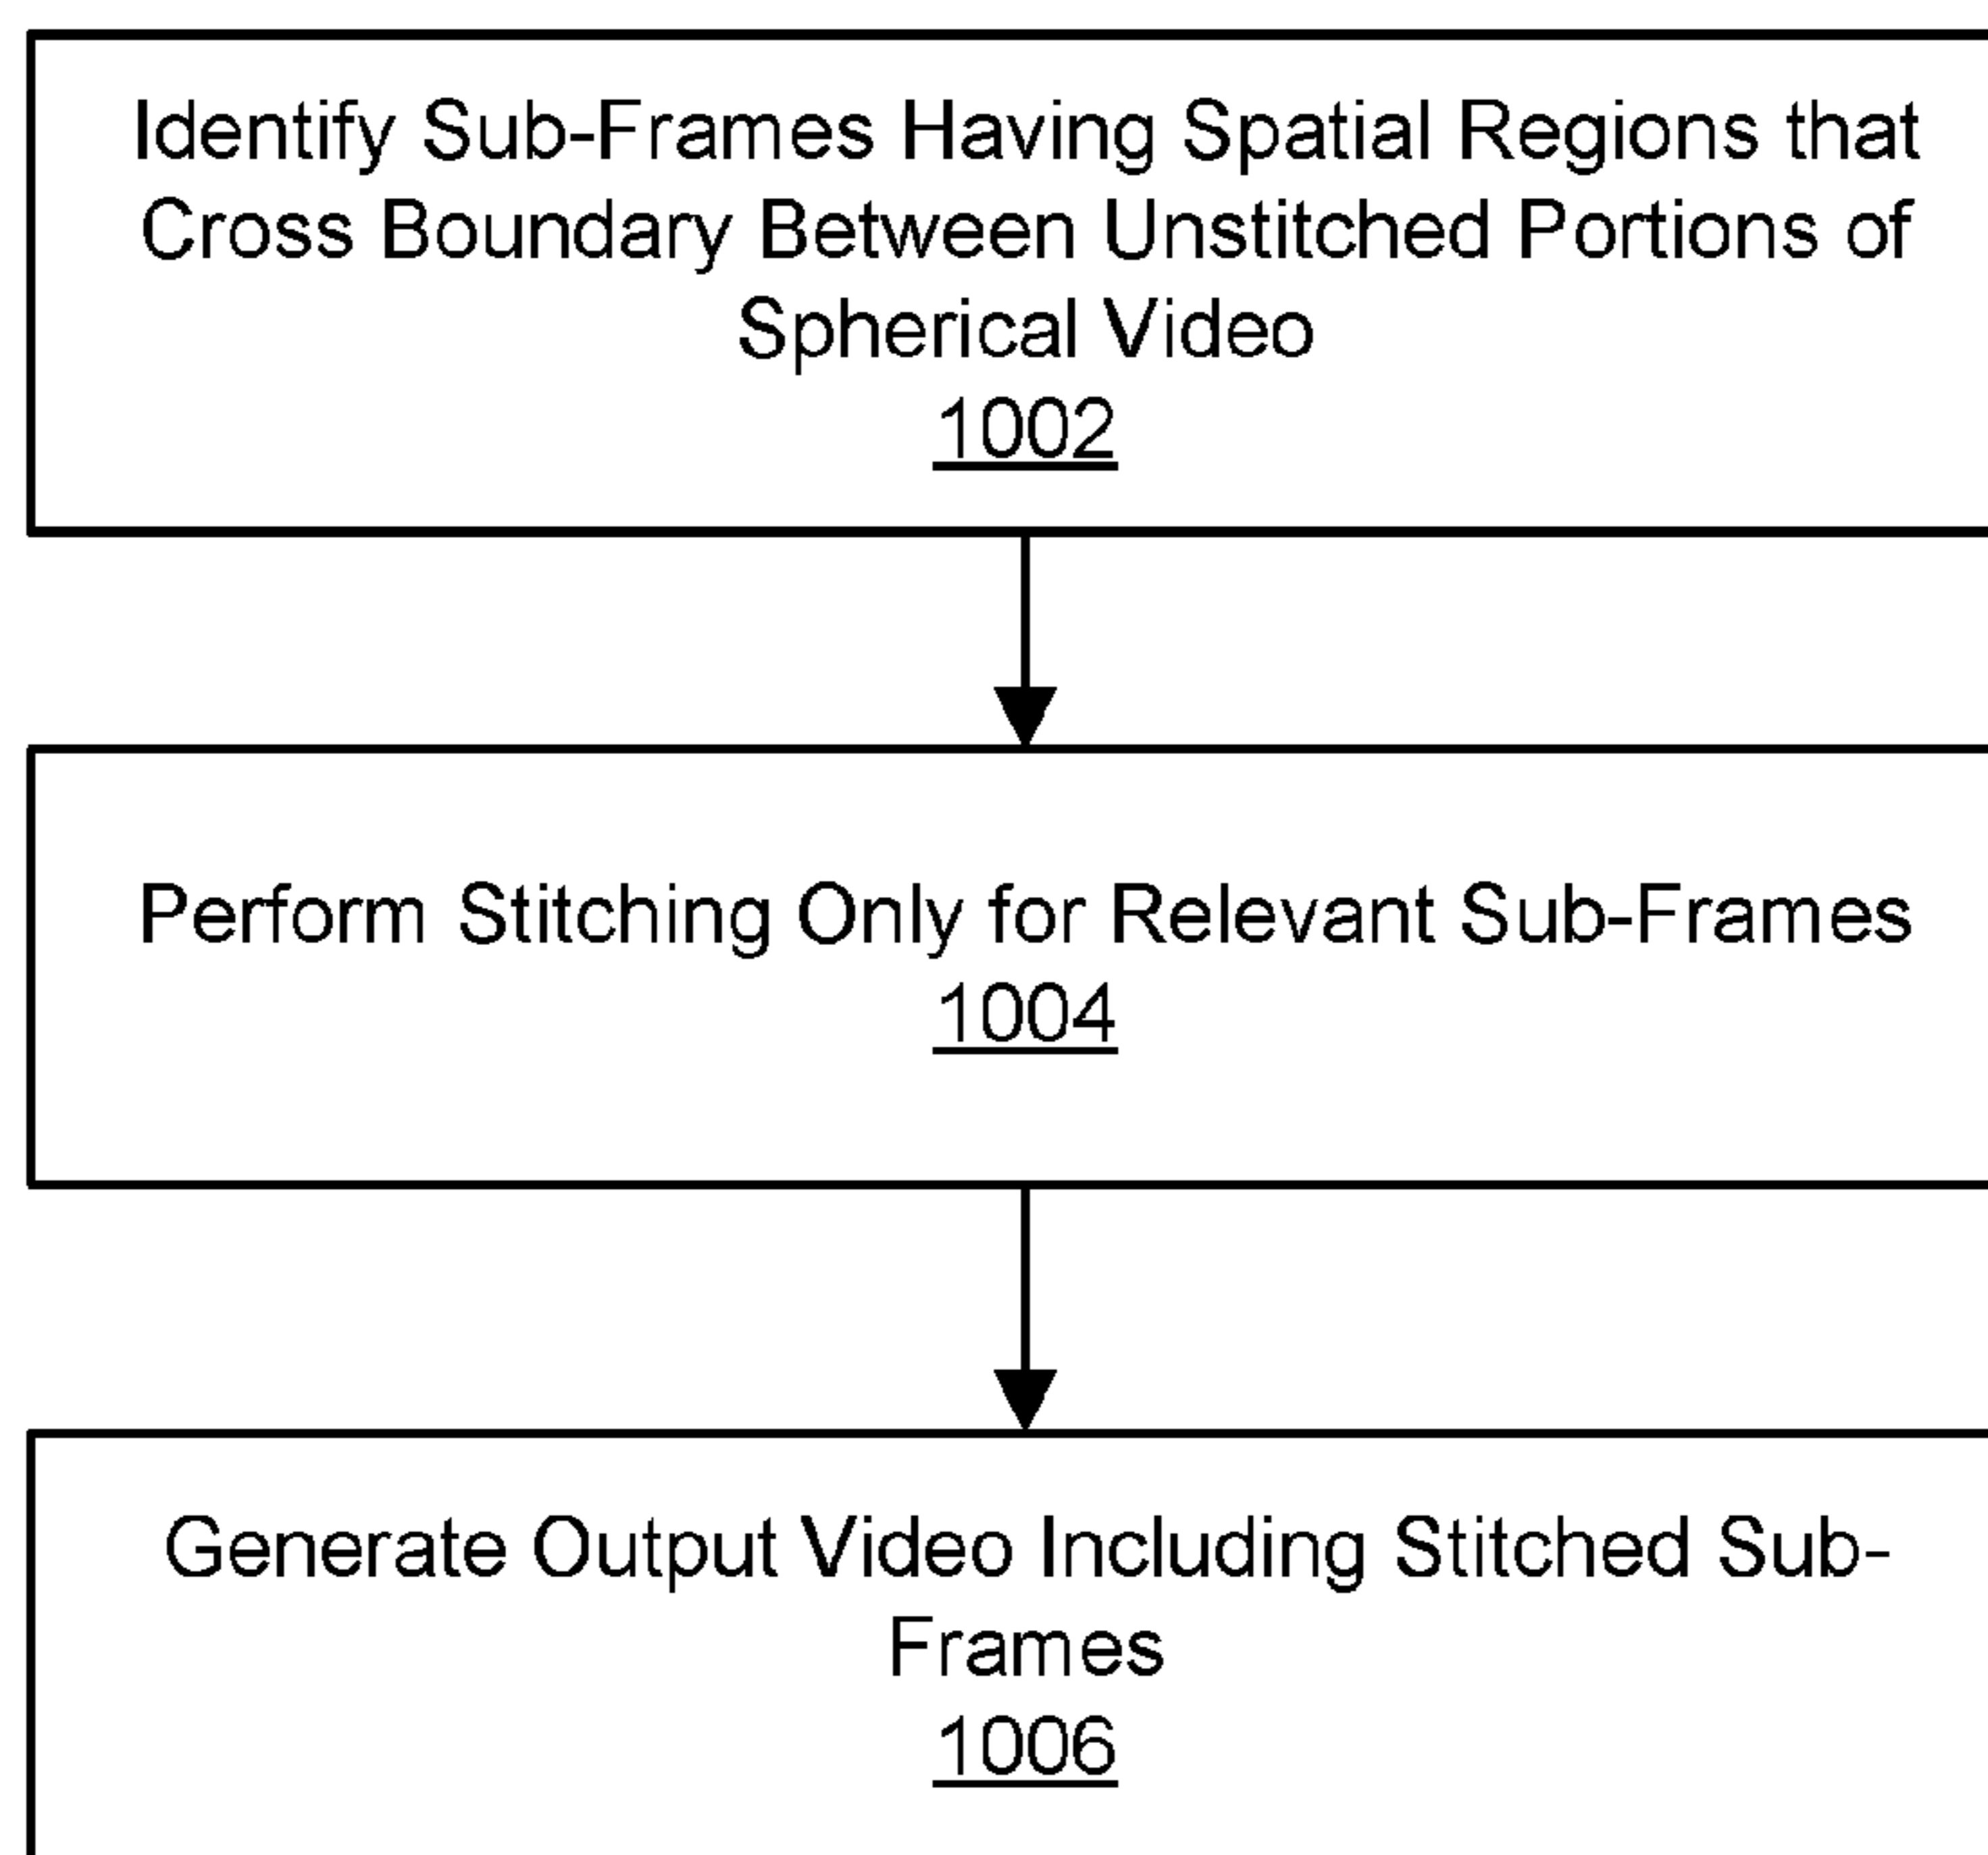 Identify Sub-Frames Having Spatial Regions that
Cross Boundary Between Unstitched Portions of
Spherical Video
1002
Perform Stitching Only for Relevant Sub-Frames
1004
Generate Output Video Including Stitched Sub-
Frames
1006